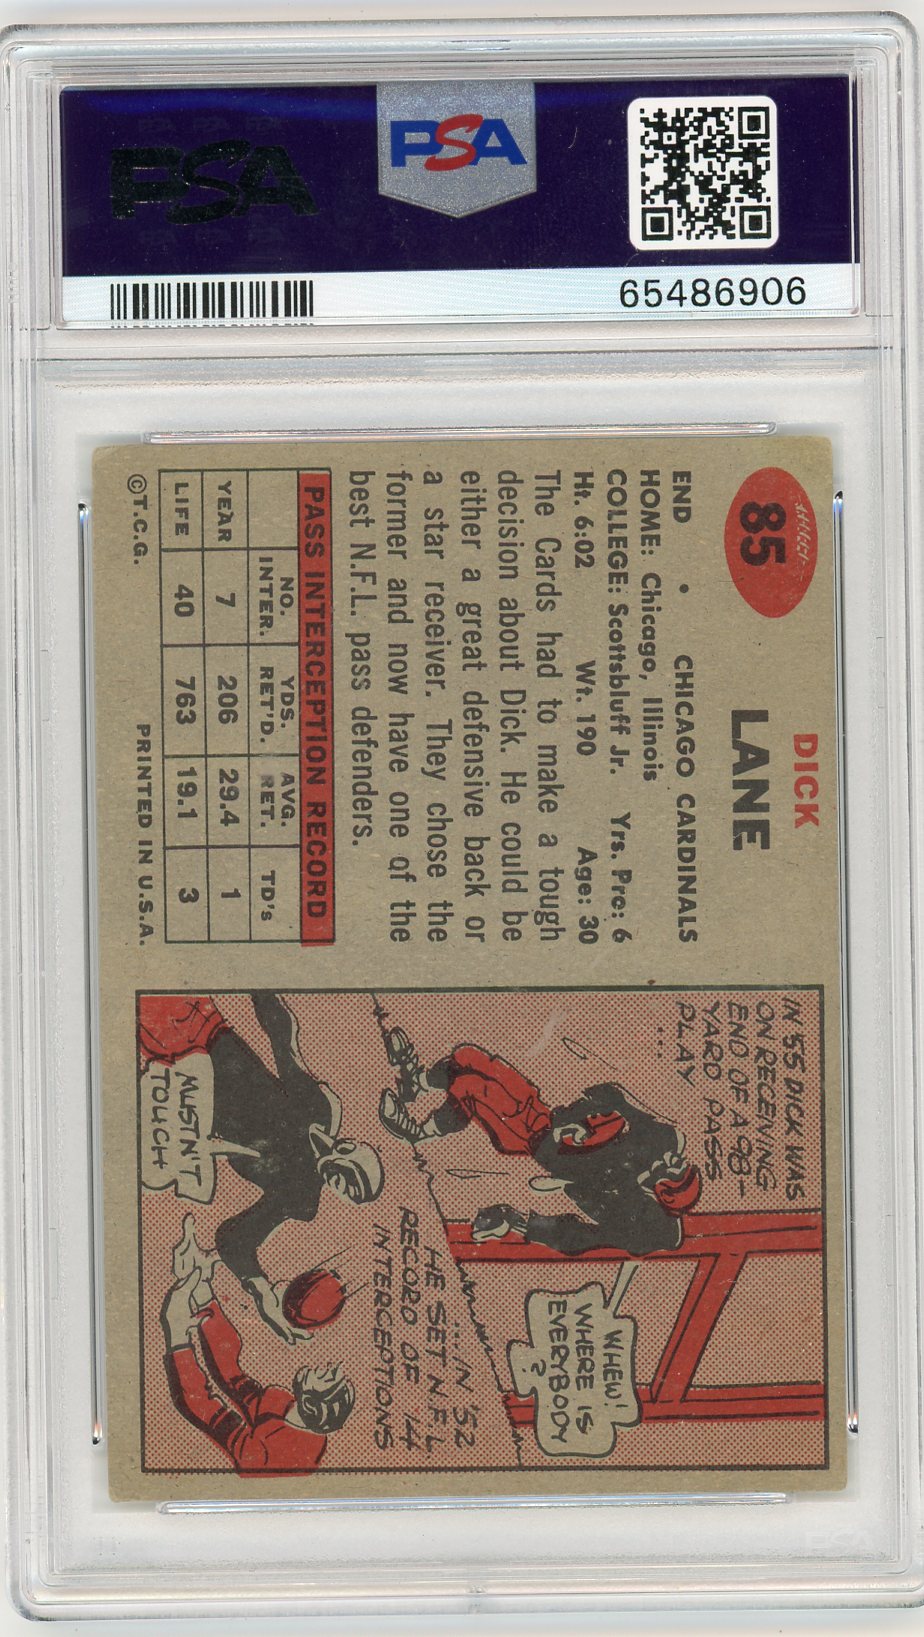 PSA
PSA
65486906
85
DICK
LANE
END • CHICAGO CARDINALS
HOME: Chicago, Illinois
COLLEGE: Scottsbluff Jr. Yrs. Pro: 6
Ht. 6:02 Wt. 190 Age: 30
The Cards had to make a tough
decision about Dick. He could be
either a great defensive back or
a star receiver. They chose the
former and now have one of the
best N.F.L. pass defenders.
PASS INTERCEPTION RECORD
NO. INTER. YDS. RET'D. AVG. RET. TD's
YEAR 7 206 29.4 1
LIFE 40 763 19.1 3
©T.C.G. PRINTED IN U.S.A.
IN '55 DICK WAS
ON RECEIVING
END OF A 98-
YARD PASS
PLAY
...
WHEW!
WHERE IS
EVERYBODY
?
...IN '52
HE SET N.F.L.
RECORD OF 14
INTERCEPTIONS
MUSTN'T
TOUCH